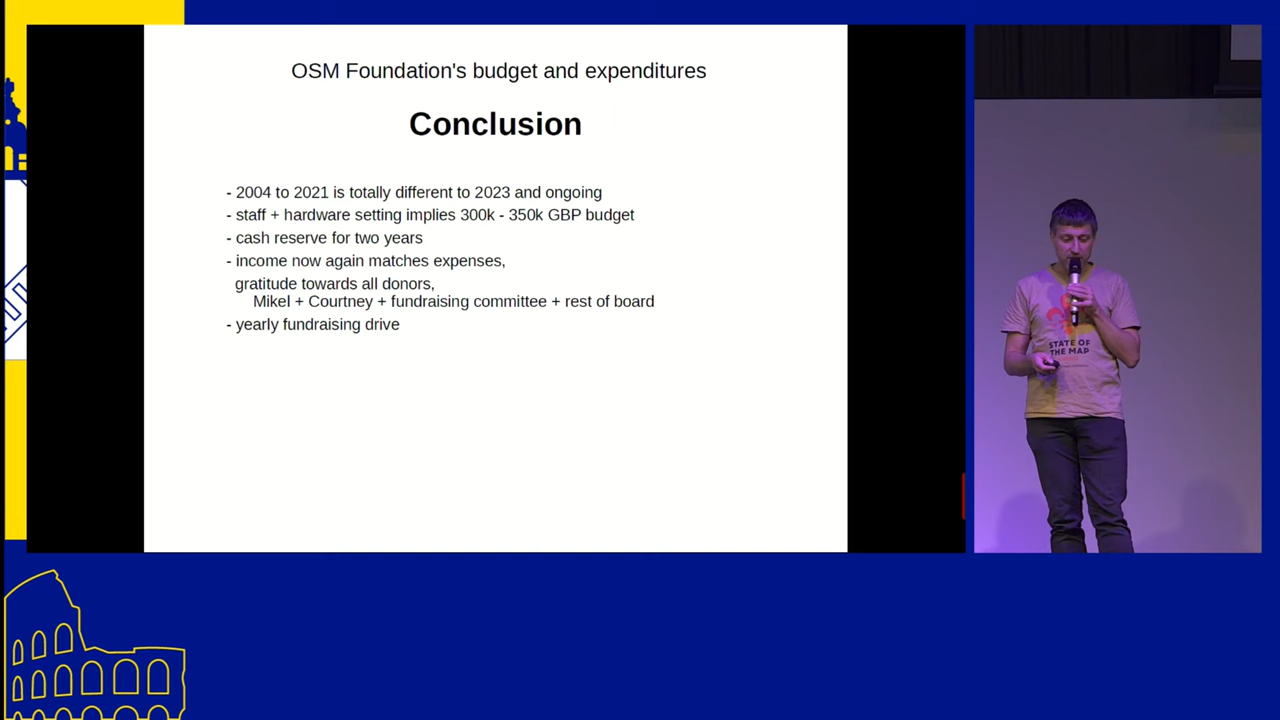 OSM Foundation's budget and expenditures
Conclusion
- 2004 to 2021 is totally different to 2023 and ongoing
- staff + hardware setting implies 300k - 350k GBP budget
- cash reserve for two years
- income now again matches expenses,
gratitude towards all donors,
Mikel + Courtney + fundraising committee + rest of board
- yearly fundraising drive
STATE OF
THE MAP